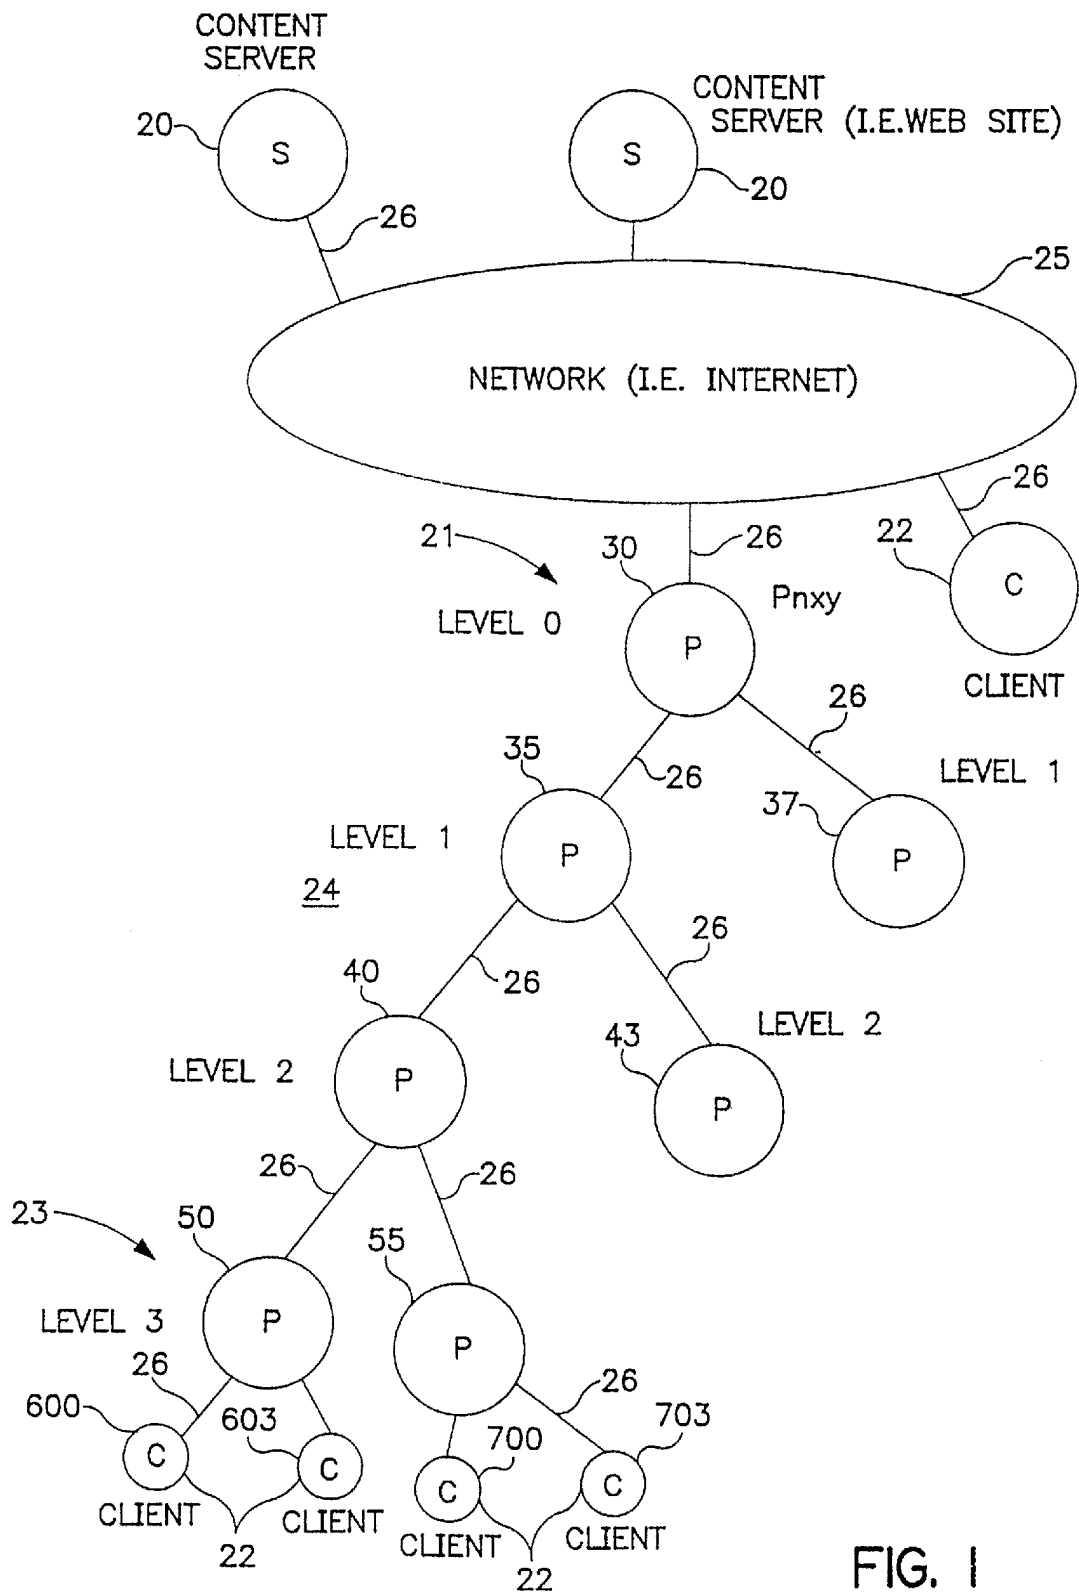 CONTENT
SERVER
CONTENT
SERVER (I.E.WEB SITE)
20
S
S
20
26
25
NETWORK (I.E. INTERNET)
26
21
30
26
22
C
Pnxy
LEVEL 0
P
CLIENT
26
35
26
LEVEL 1
37
LEVEL 1
P
P
24
26
40
26
LEVEL 2
43
LEVEL 2
P
P
26
26
23
50
55
LEVEL 3
P
P
26
26
600
603
700
703
C
C
C
C
CLIENT
CLIENT
CLIENT
CLIENT
22
22
FIG. 1